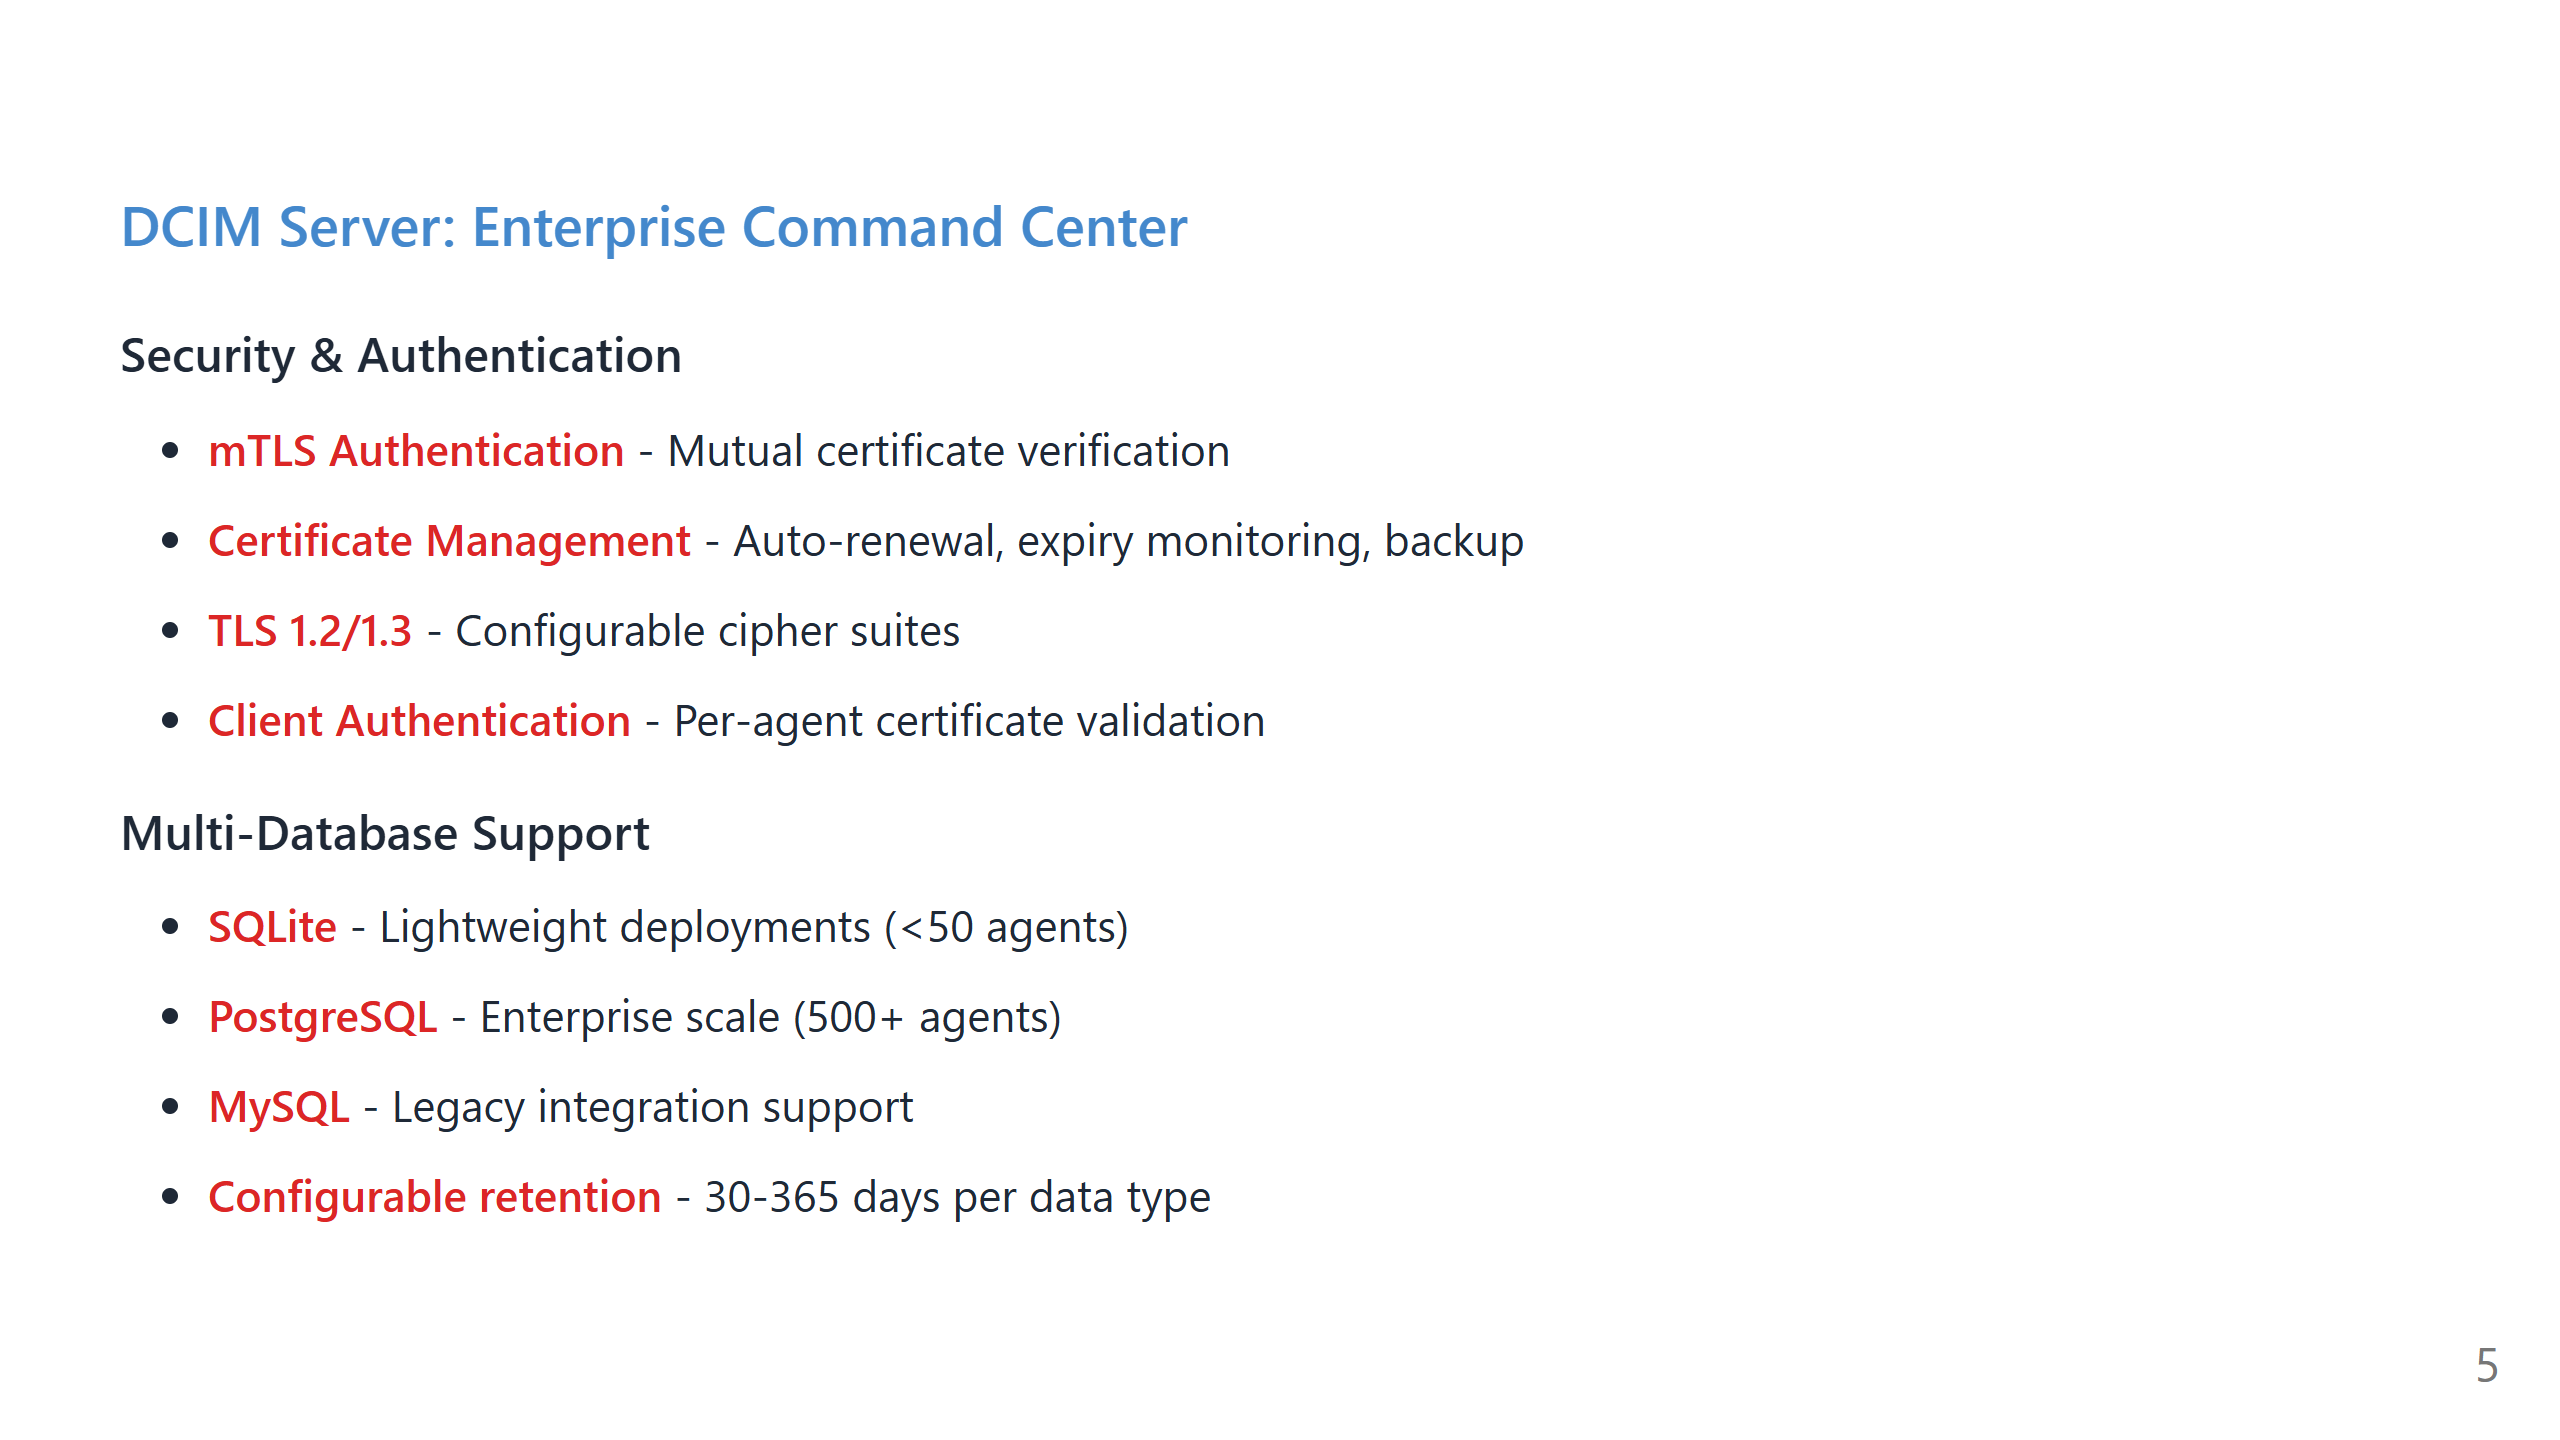 DCIM Server: Enterprise Command Center
Security & Authentication
• mTLS Authentication - Mutual certificate verification
• Certificate Management - Auto-renewal, expiry monitoring, backup
• TLS 1.2/1.3 - Configurable cipher suites
• Client Authentication - Per-agent certificate validation
Multi-Database Support
• SQLite - Lightweight deployments (<50 agents)
• PostgreSQL - Enterprise scale (500+ agents)
• MySQL - Legacy integration support
• Configurable retention - 30-365 days per data type
5